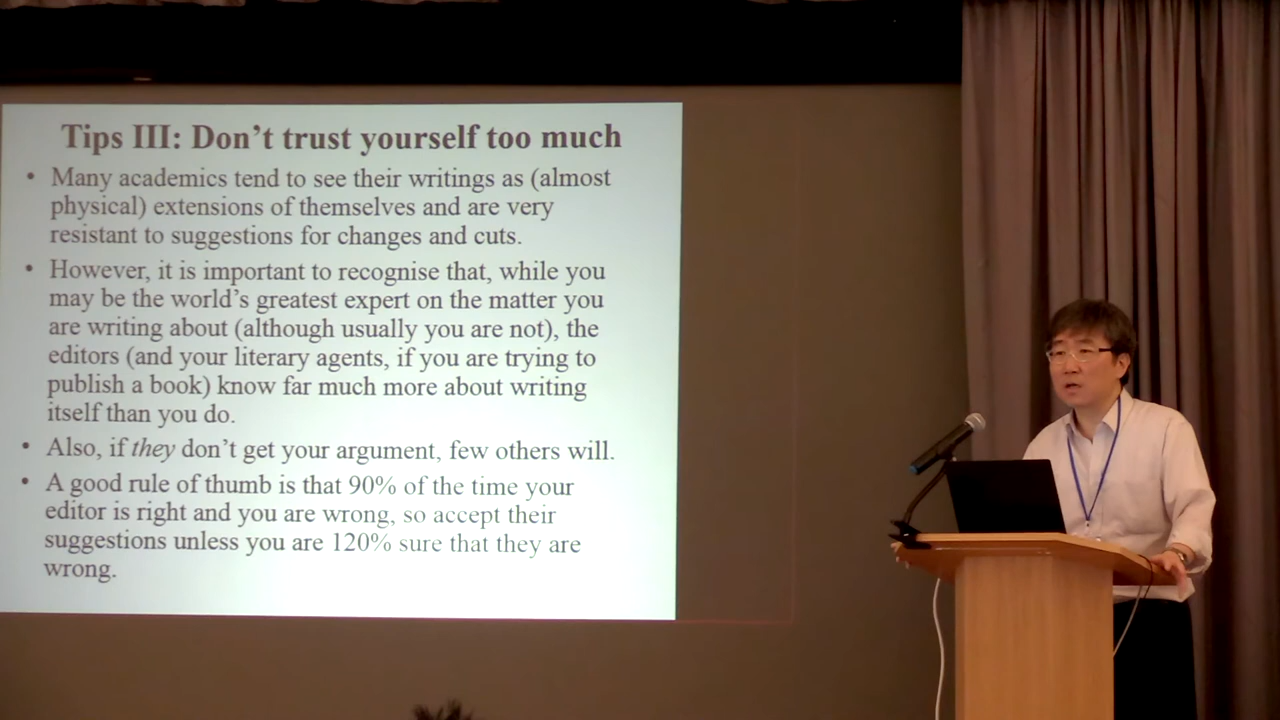 Tips III: Don't trust yourself too much
• Many academics tend to see their writings as (almost
physical) extensions of themselves and are very
resistant to suggestions for changes and cuts.
• However, it is important to recognise that, while you
may be the world's greatest expert on the matter you
are writing about (although usually you are not), the
editors (and your literary agents, if you are trying to
publish a book) know far much more about writing
itself than you do.
• Also, if they don't get your argument, few others will.
• A good rule of thumb is that 90% of the time your
editor is right and you are wrong, so accept their
suggestions unless you are 120% sure that they are
wrong.